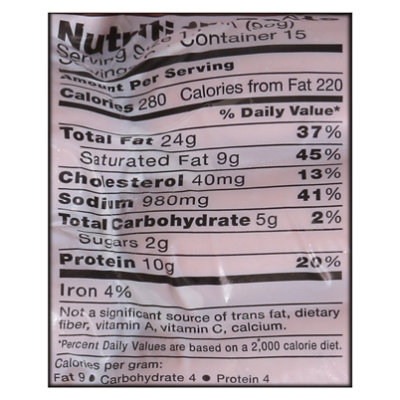 Nutrition
Serving
Container 15
Amount Per Serving
Calories 280 Calories from Fat 220
% Daily Value*
Total Fat 24g 37%
Saturated Fat 9g 45%
Cholesterol 40mg 13%
Sodium 980mg 41%
Total Carbohydrate 5g 2%
Sugars 2g
Protein 10g 20%
Iron 4%
Not a significant source of trans fat, dietary
fiber, vitamin A, vitamin C, calcium.
*Percent Daily Values are based on a 2,000 calorie diet.
Calories per gram:
Fat 9 • Carbohydrate 4 • Protein 4